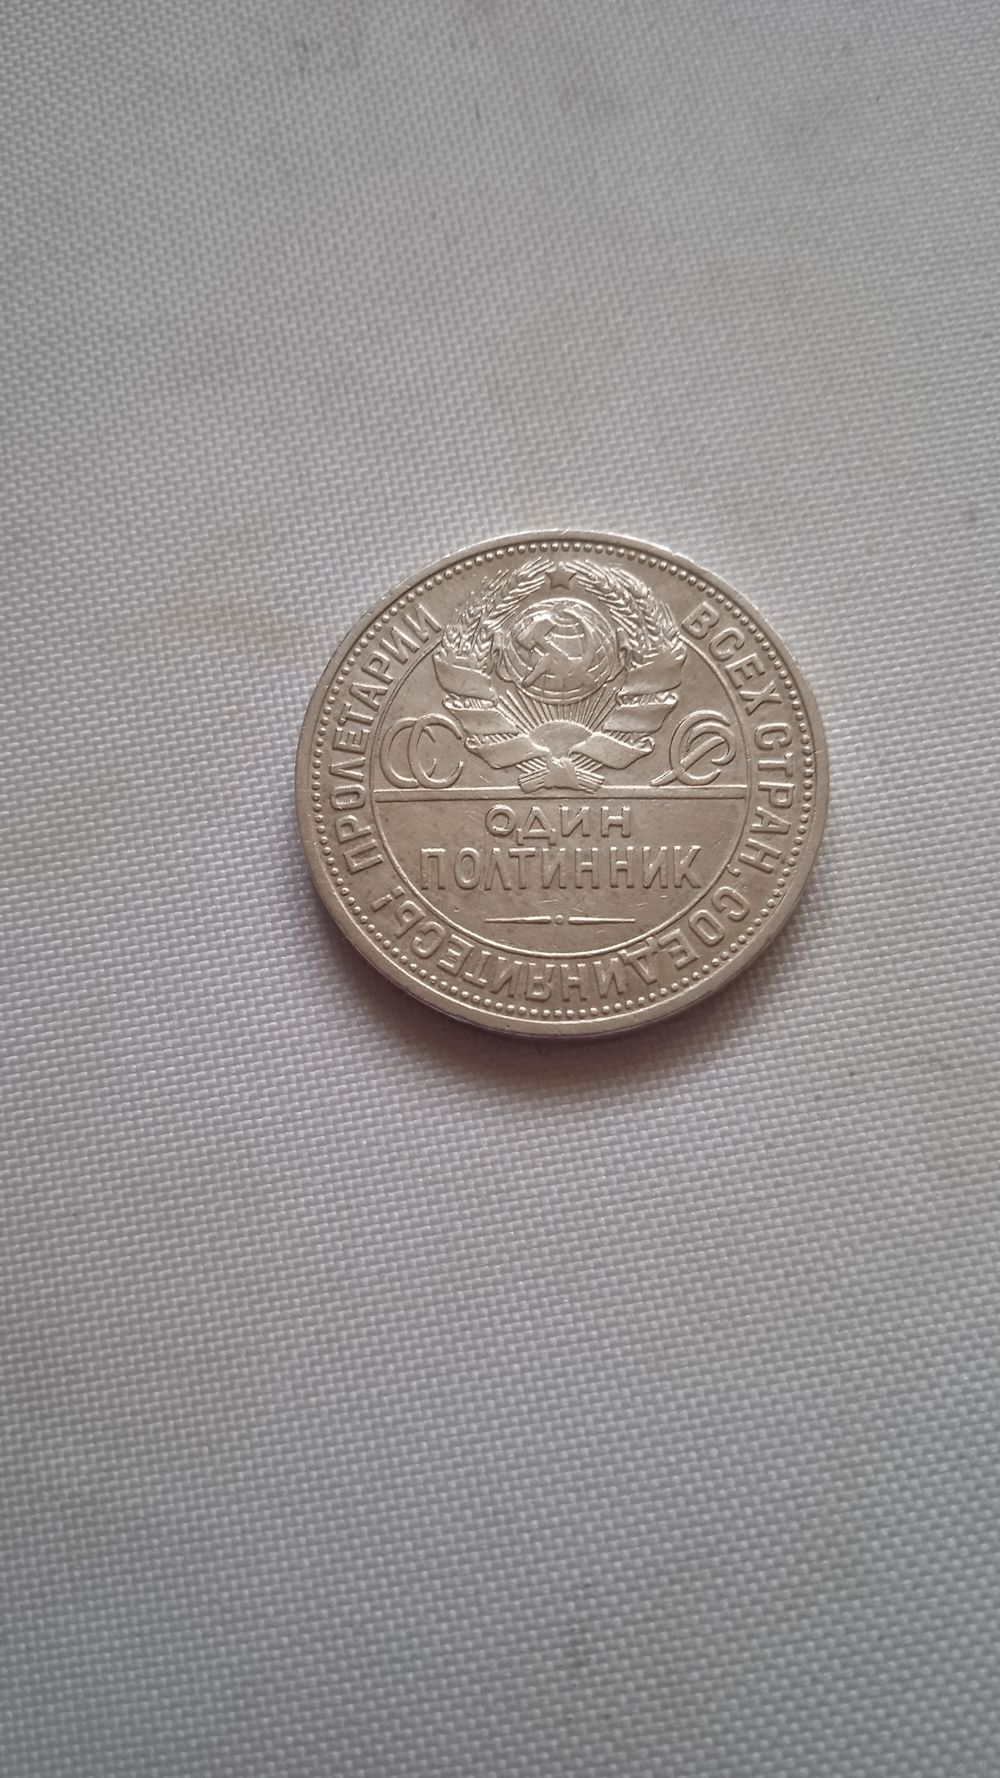 ПРОЛЕТАРИИ ВСЕХ СТРАН, СОЕДИНЯЙТЕСЬ!
СС СР
ОДИН
ПОЛТИННИК